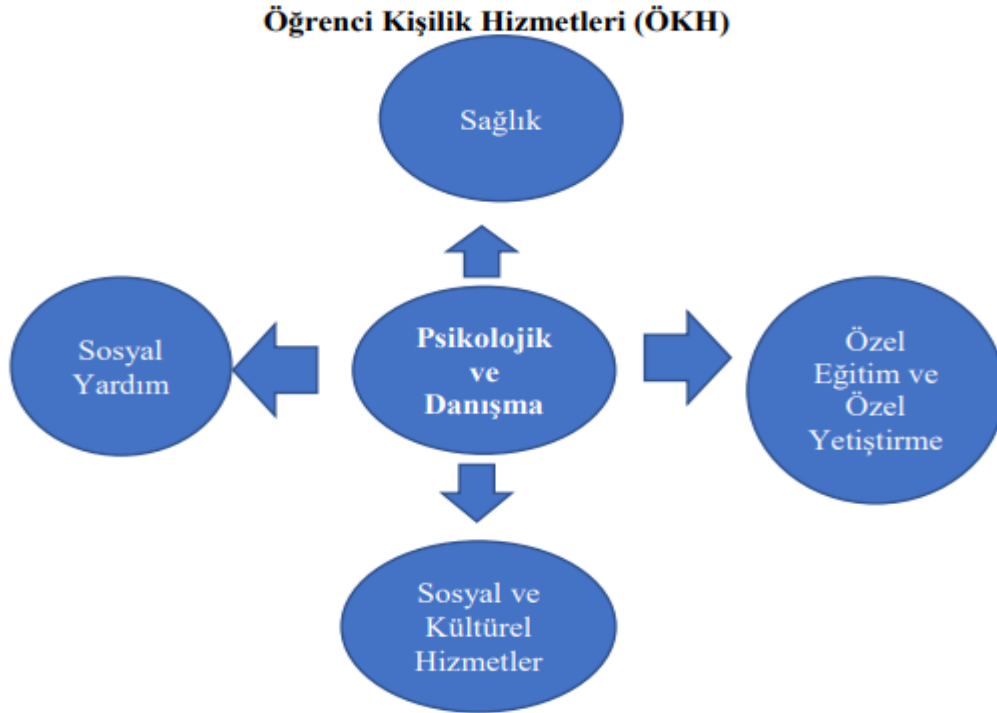 Öğrenci Kişilik Hizmetleri (ÖKH)
Sağlık
Sosyal
Yardım
Psikolojik
ve
Danışma
Özel
Eğitim ve
Özel
Yetiştirme
Sosyal ve
Kültürel
Hizmetler